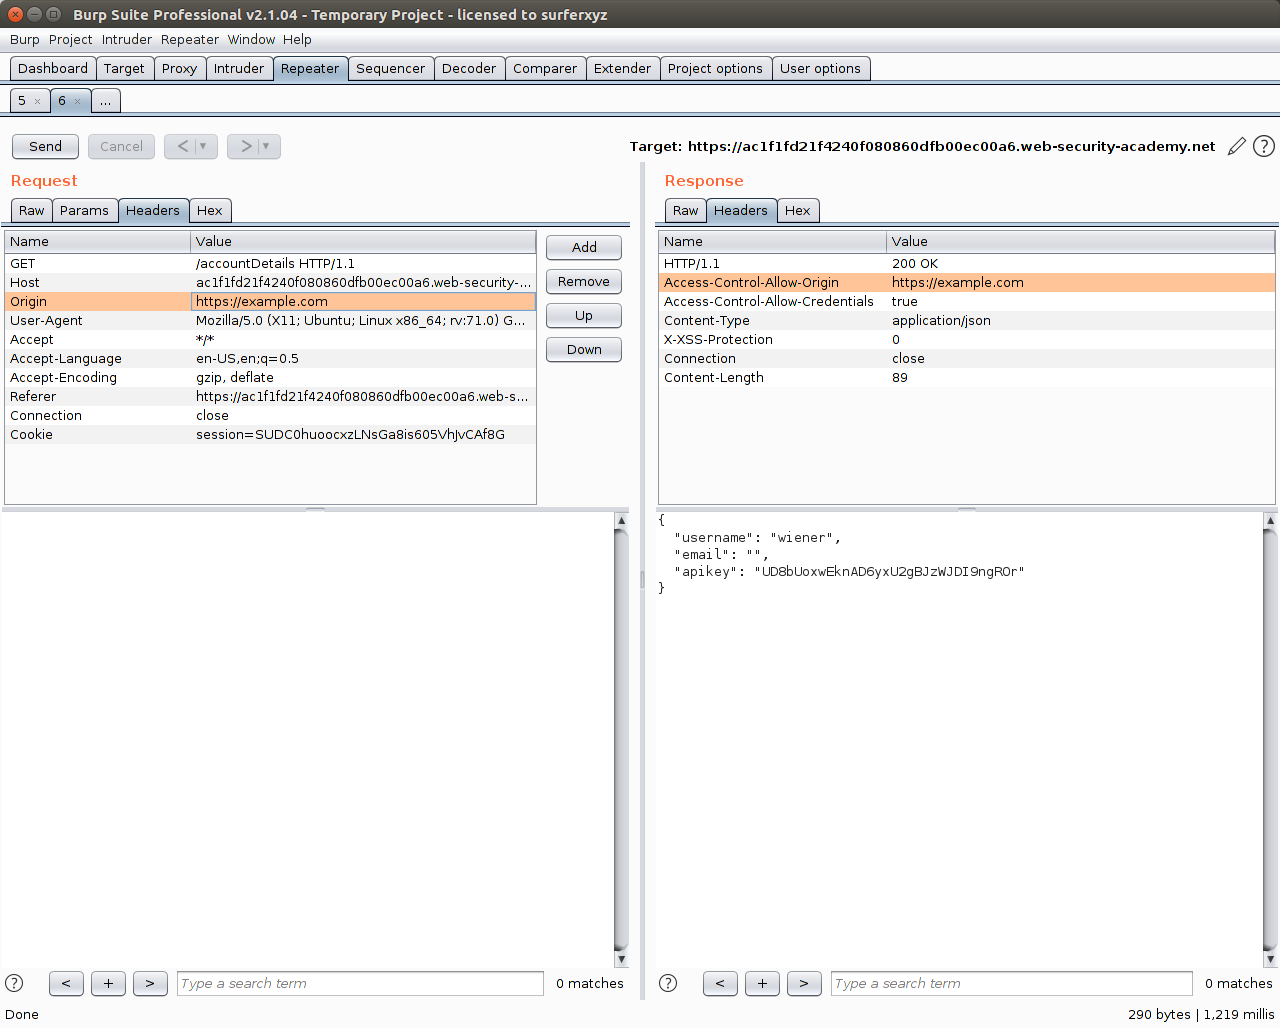 Burp Suite Professional v2.1.04 - Temporary Project - licensed to surferxyz
Burp Project Intruder Repeater Window Help
Dashboard Target Proxy Intruder Repeater Sequencer Decoder Comparer Extender Project options User options
5 × 6 × ...
Send Cancel < ▼ > ▼ Target: https://ac1f1fd21f4240f080860dfb00ec00a6.web-security-academy.net ?
Request
Raw Params Headers Hex
Name Value
GET /accountDetails HTTP/1.1
Host ac1f1fd21f4240f080860dfb00ec00a6.web-security-...
Origin https://example.com
User-Agent Mozilla/5.0 (X11; Ubuntu; Linux x86_64; rv:71.0) G...
Accept */*
Accept-Language en-US,en;q=0.5
Accept-Encoding gzip, deflate
Referer https://ac1f1fd21f4240f080860dfb00ec00a6.web-s...
Connection close
Cookie session=SUDC0huoocxzLNsGa8is605VhJvCAf8G
Add
Remove
Up
Down
? < + > Type a search term 0 matches
Response
Raw Headers Hex
Name Value
HTTP/1.1 200 OK
Access-Control-Allow-Origin https://example.com
Access-Control-Allow-Credentials true
Content-Type application/json
X-XSS-Protection 0
Connection close
Content-Length 89
{
"username": "wiener",
"email": "",
"apikey": "UD8bUoxwEknAD6yxU2gBJzWJDI9ngROr"
}
? < + > Type a search term 0 matches
Done 290 bytes | 1,219 millis